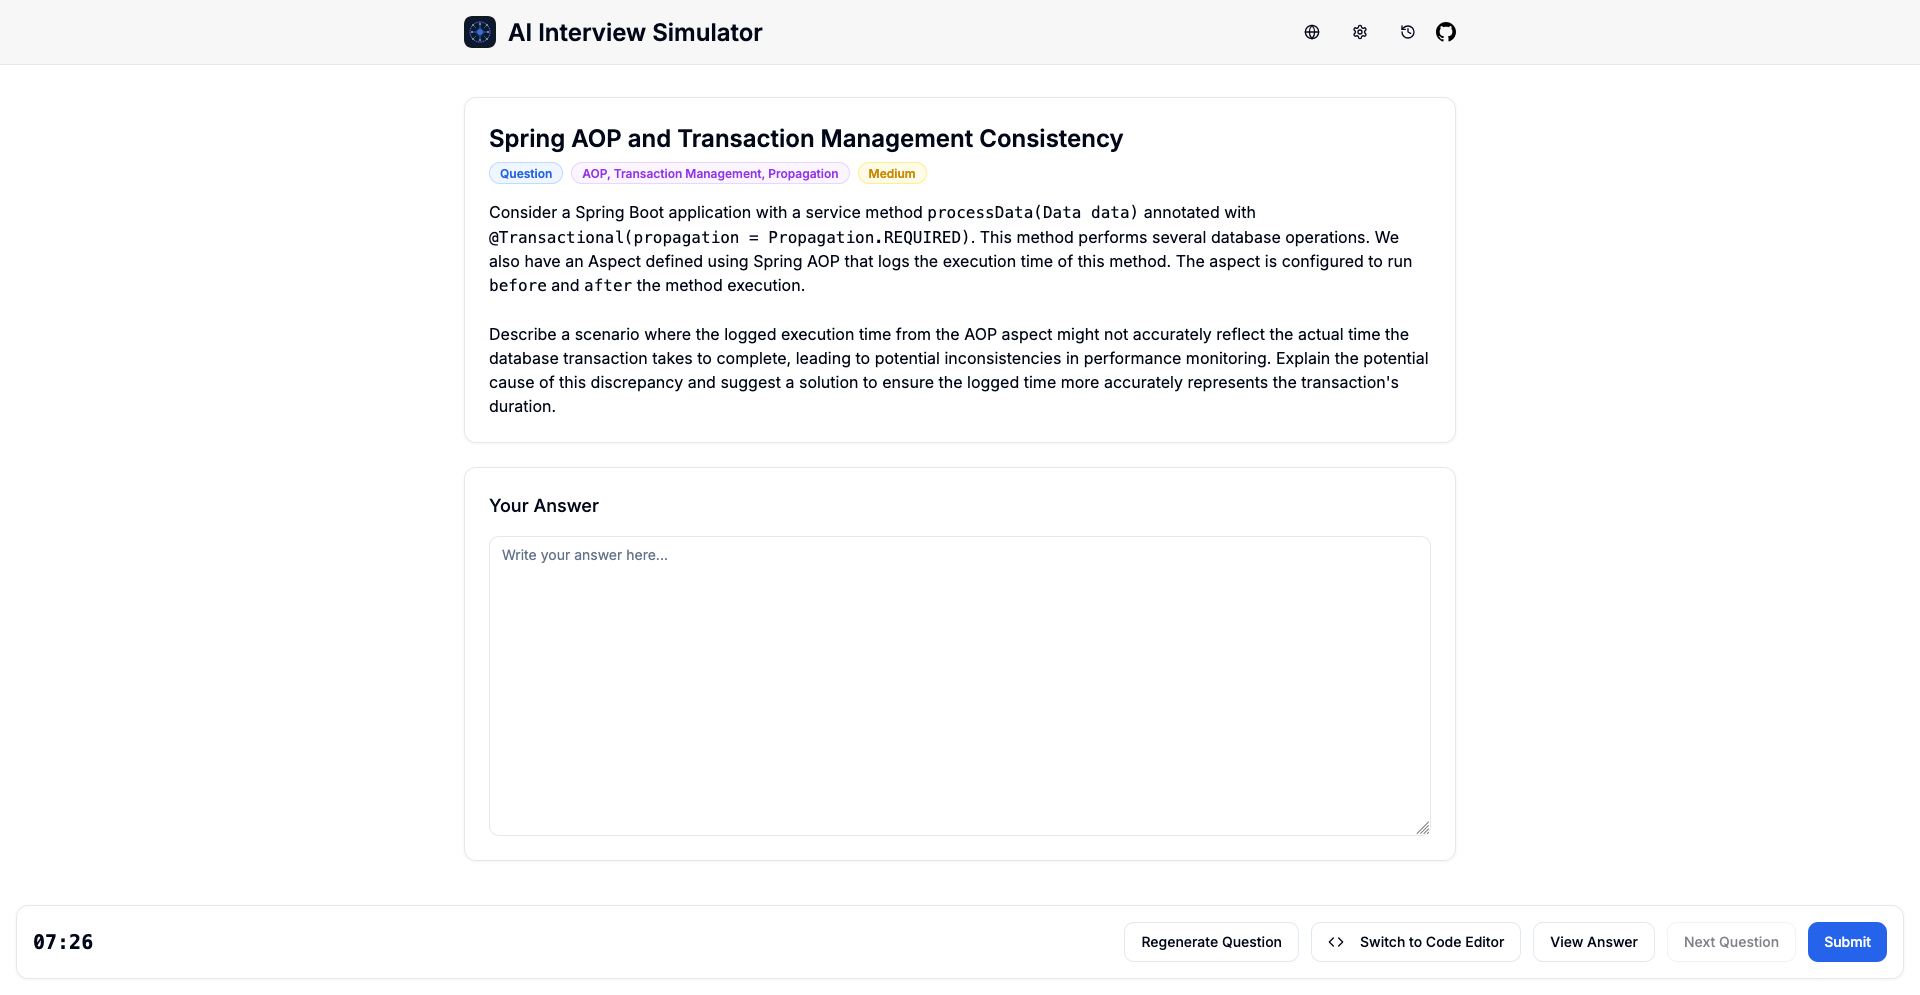 AI Interview Simulator
Spring AOP and Transaction Management Consistency
Question
AOP, Transaction Management, Propagation
Medium
Consider a Spring Boot application with a service method processData(Data data) annotated with
@Transactional(propagation = Propagation.REQUIRED). This method performs several database operations. We
also have an Aspect defined using Spring AOP that logs the execution time of this method. The aspect is configured to run
before and after the method execution.
Describe a scenario where the logged execution time from the AOP aspect might not accurately reflect the actual time the
database transaction takes to complete, leading to potential inconsistencies in performance monitoring. Explain the potential
cause of this discrepancy and suggest a solution to ensure the logged time more accurately represents the transaction's
duration.
Your Answer
Write your answer here...
07:26
Regenerate Question
Switch to Code Editor
View Answer
Next Question
Submit